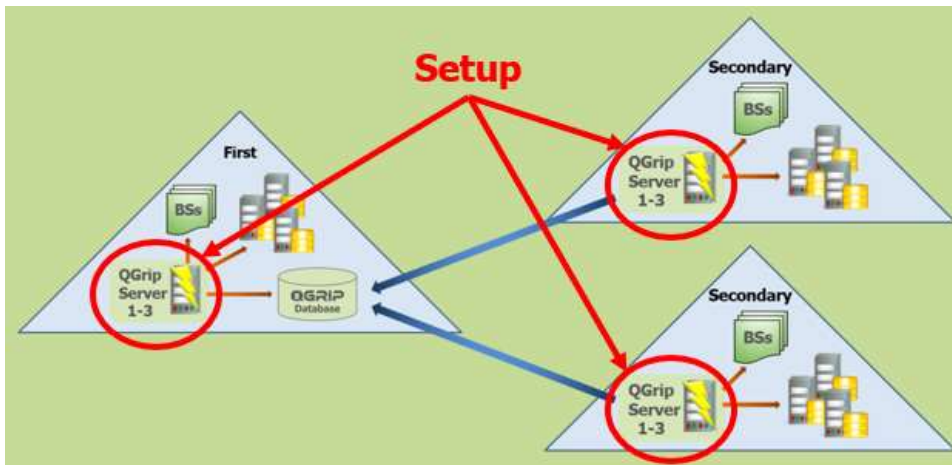 Setup
First
BSs
QGrip
Server
1-3
QGRIP
Database
Secondary
BSs
QGrip
Server
1-3
Secondary
BSs
QGrip
Server
1-3